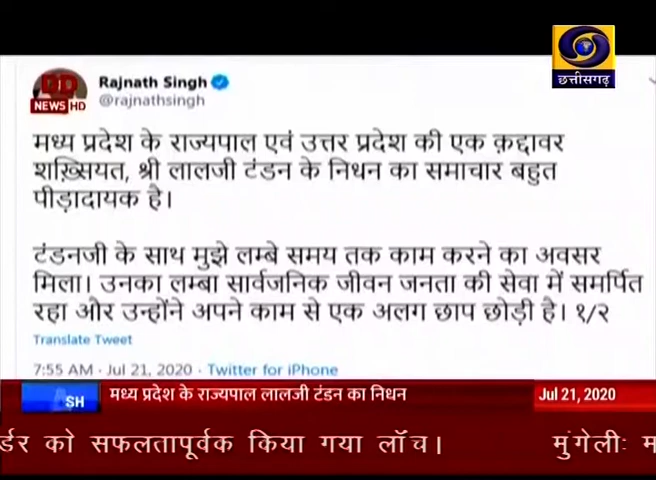 छत्तीसगढ़
DD
NEWS HD
Rajnath Singh
@rajnathsingh
मध्य प्रदेश के राज्यपाल एवं उत्तर प्रदेश की एक क़द्दावर
शख़्सियत, श्री लालजी टंडन के निधन का समाचार बहुत
पीड़ादायक है।
टंडनजी के साथ मुझे लम्बे समय तक काम करने का अवसर
मिला। उनका लम्बा सार्वजनिक जीवन जनता की सेवा में समर्पित
रहा और उन्होंने अपने काम से एक अलग छाप छोड़ी है। १/२
Translate Tweet
7:55 AM · Jul 21, 2020 · Twitter for iPhone
SH मध्य प्रदेश के राज्यपाल लालजी टंडन का निधन Jul 21, 2020
र्डर को सफलतापूर्वक किया गया लॉच। मुंगेली: म